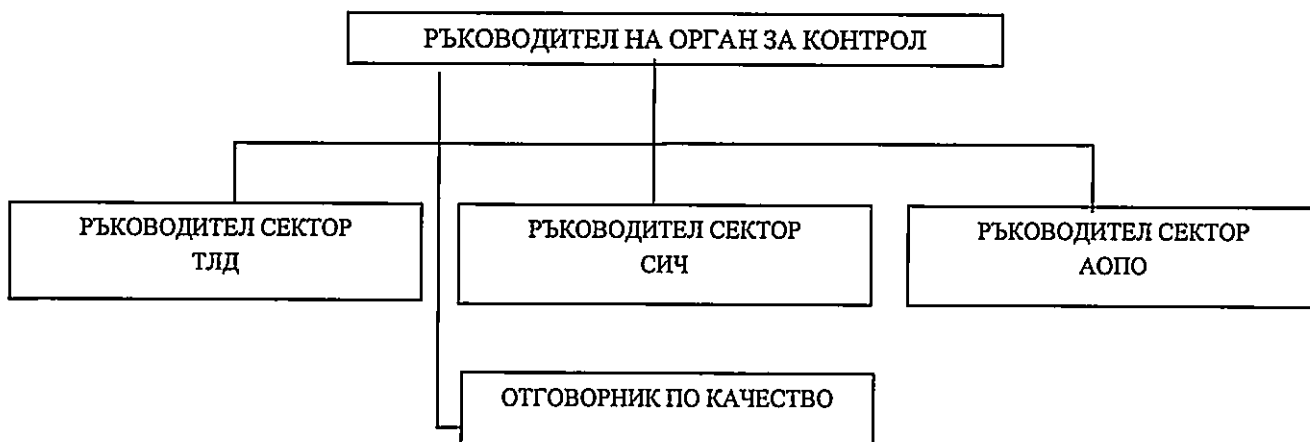 РЪКОВОДИТЕЛ НА ОРГАН ЗА КОНТРОЛ
РЪКОВОДИТЕЛ СЕКТОР
ТЛД
РЪКОВОДИТЕЛ СЕКТОР
СИЧ
РЪКОВОДИТЕЛ СЕКТОР
АОПО
ОТГОВОРНИК ПО КАЧЕСТВО